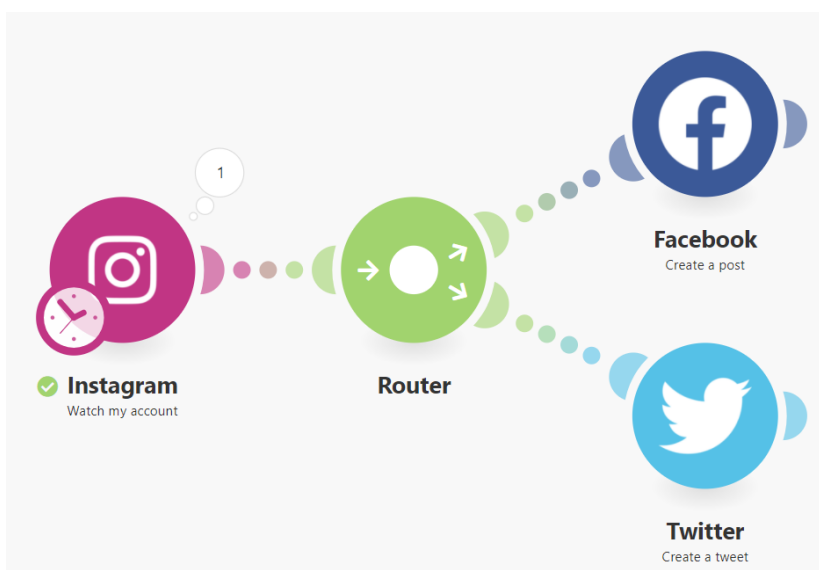 1
Instagram
Watch my account
Router
Facebook
Create a post
Twitter
Create a tweet